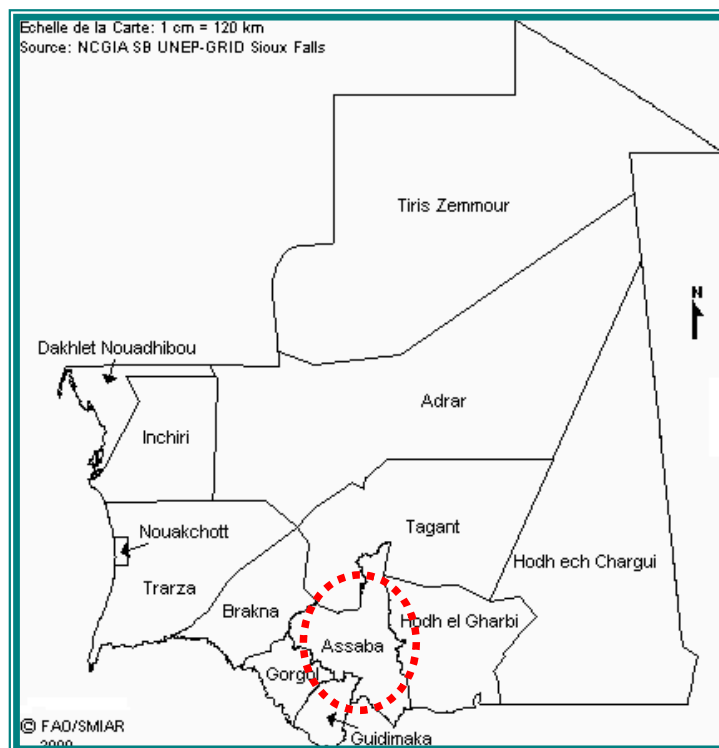 Echelle de la Carte: 1 cm = 120 km
Source: NCGIA SB UNEP-GRID Sioux Falls
Tiris Zemmour
N
Dakhlet Nouadhibou
Adrar
Inchiri
Tagant
Nouakchott
Hodh ech Chargui
Trarza
Brakna
Hodh el Gharbi
Assaba
Gorgol
© FAO/SMIAR
Guidimaka